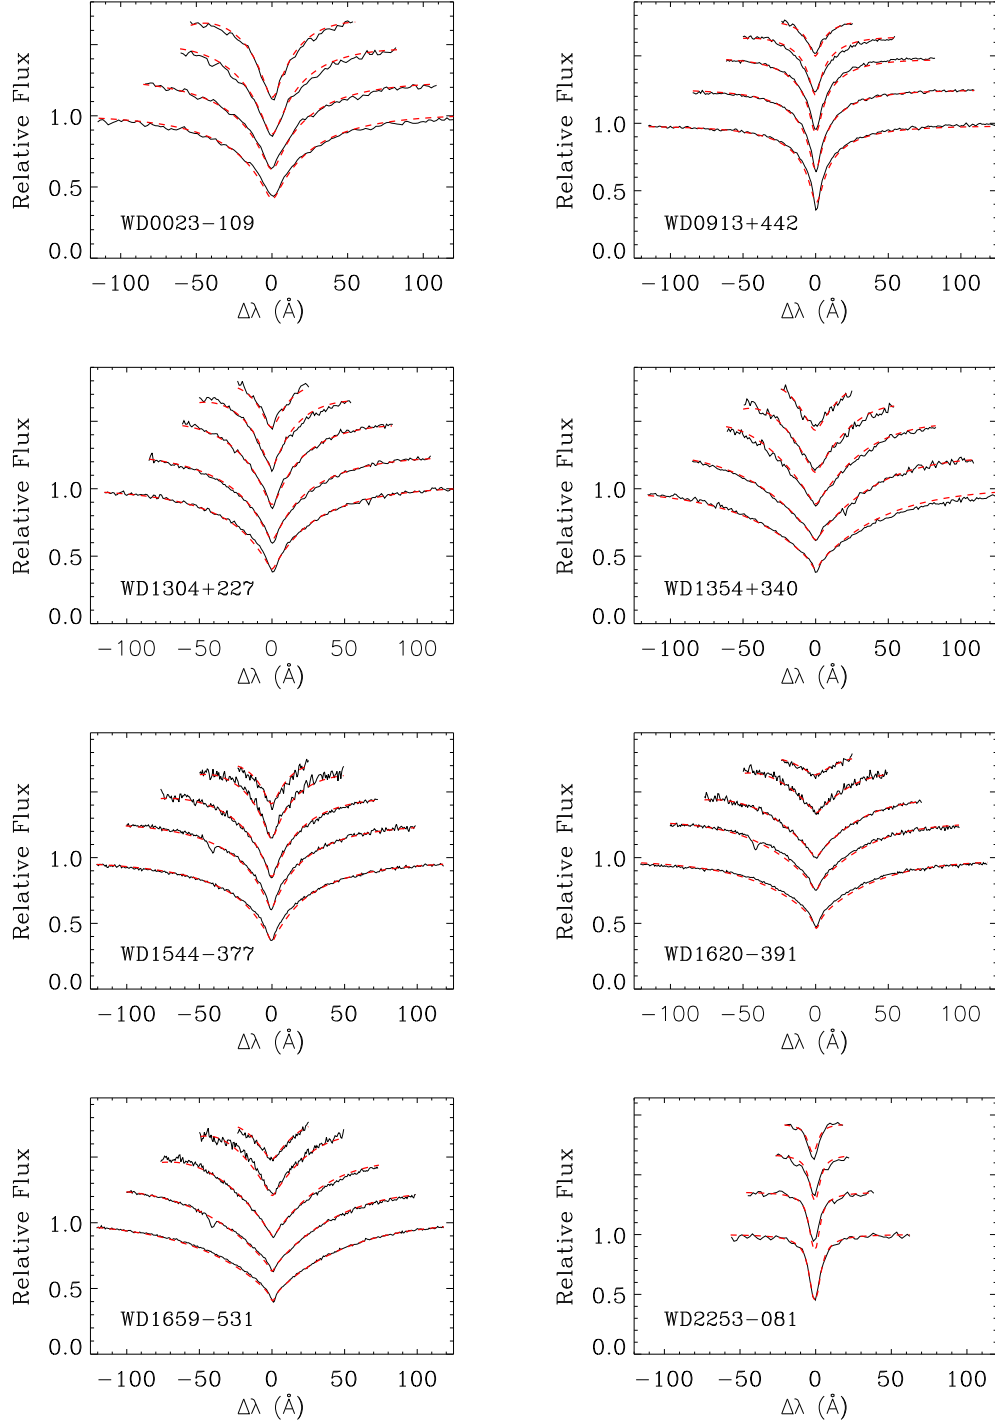 Relative Flux
1.0
0.5
0.0
WD0023−109
−100 −50 0 50 100
Δλ (Å)
Relative Flux
1.0
0.5
0.0
WD0913+442
−100 −50 0 50 100
Δλ (Å)
Relative Flux
1.0
0.5
0.0
WD1304+227
−100 −50 0 50 100
Δλ (Å)
Relative Flux
1.0
0.5
0.0
WD1354+340
−100 −50 0 50 100
Δλ (Å)
Relative Flux
1.0
0.5
0.0
WD1544−377
−100 −50 0 50 100
Δλ (Å)
Relative Flux
1.0
0.5
0.0
WD1620−391
−100 −50 0 50 100
Δλ (Å)
Relative Flux
1.0
0.5
0.0
WD1659−531
−100 −50 0 50 100
Δλ (Å)
Relative Flux
1.0
0.5
0.0
WD2253−081
−100 −50 0 50 100
Δλ (Å)